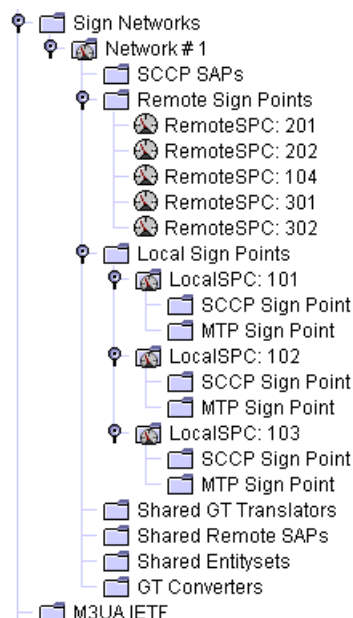 Sign Networks
Network # 1
SCCP SAPs
Remote Sign Points
RemoteSPC: 201
RemoteSPC: 202
RemoteSPC: 104
RemoteSPC: 301
RemoteSPC: 302
Local Sign Points
LocalSPC: 101
SCCP Sign Point
MTP Sign Point
LocalSPC: 102
SCCP Sign Point
MTP Sign Point
LocalSPC: 103
SCCP Sign Point
MTP Sign Point
Shared GT Translators
Shared Remote SAPs
Shared Entitysets
GT Converters
M3UA IETF